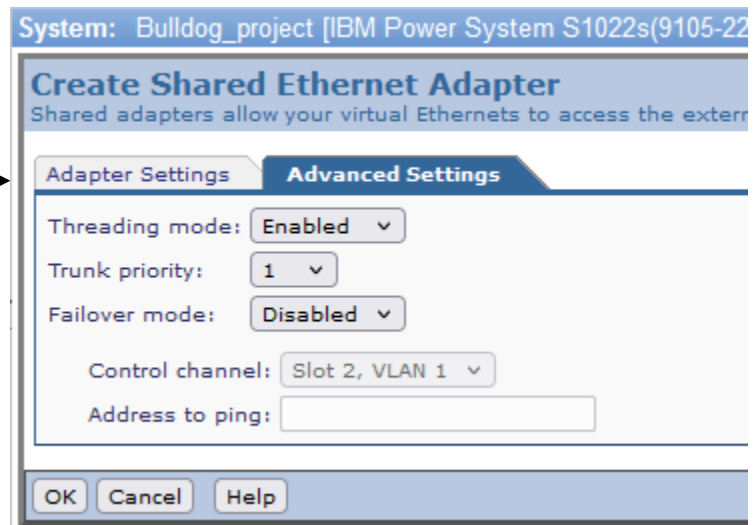 System: Bulldog_project [IBM Power System S1022s(9105-22
Create Shared Ethernet Adapter
Shared adapters allow your virtual Ethernets to access the extern
Adapter Settings Advanced Settings
Threading mode: Enabled
Trunk priority: 1
Failover mode: Disabled
Control channel: Slot 2, VLAN 1
Address to ping:
OK Cancel Help